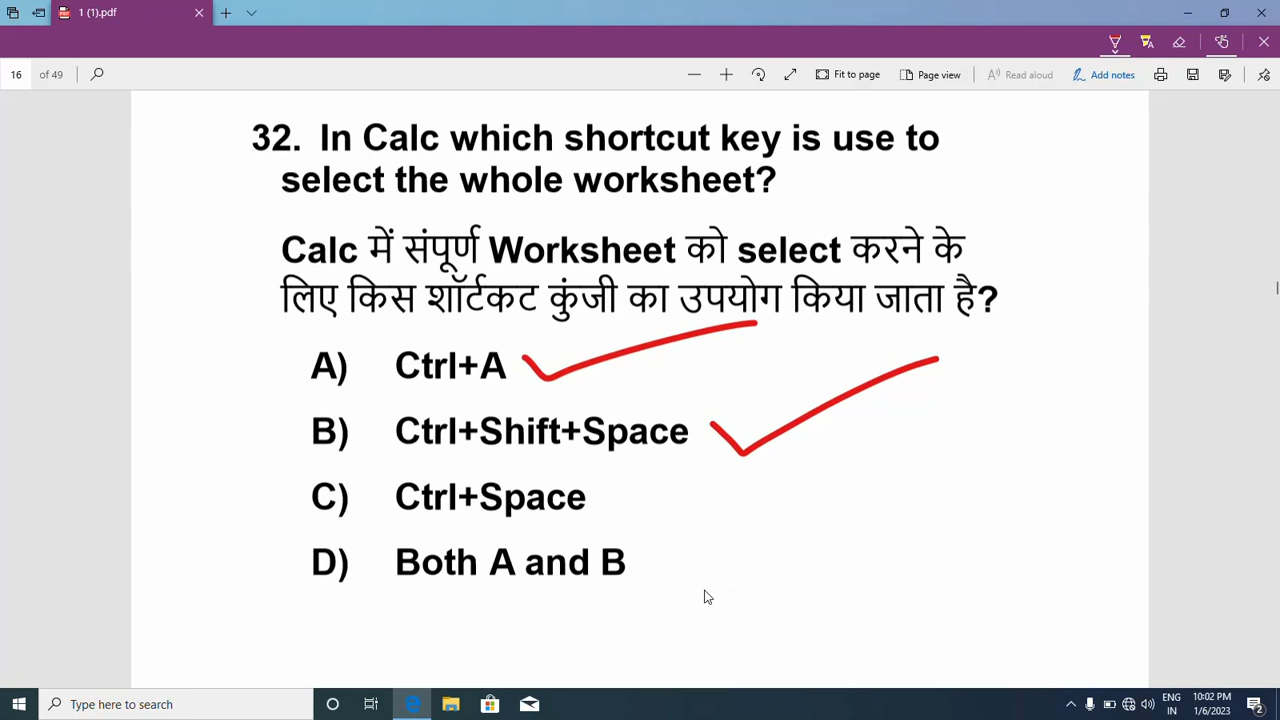 1 (1).pdf
16 of 49
Fit to page
Page view
Read aloud
Add notes
32. In Calc which shortcut key is use to
select the whole worksheet?
Calc में संपूर्ण Worksheet को select करने के
लिए किस शॉर्टकट कुंजी का उपयोग किया जाता है?
A) Ctrl+A
B) Ctrl+Shift+Space
C) Ctrl+Space
D) Both A and B
Type here to search
ENG
IN
10:02 PM
1/6/2023
2